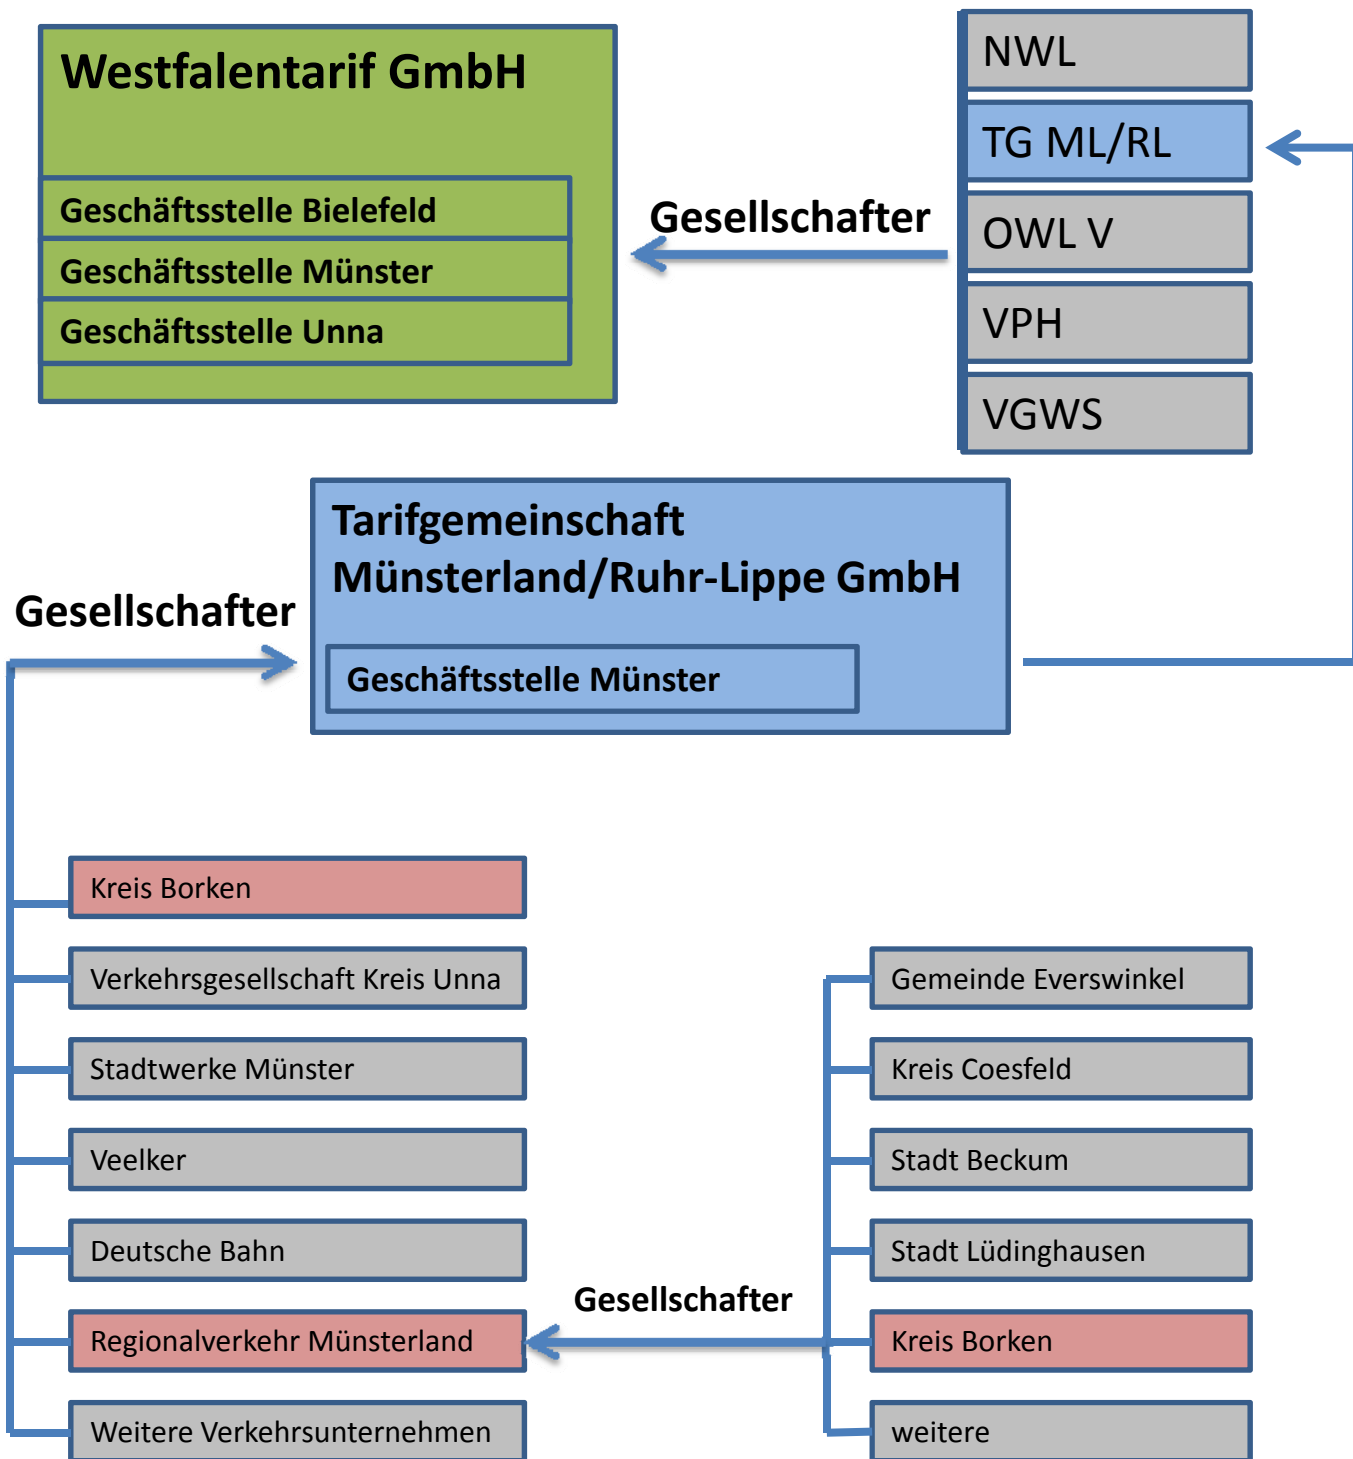 Westfalentarif GmbH
Geschäftsstelle Bielefeld
Geschäftsstelle Münster
Geschäftsstelle Unna
Gesellschafter
NWL
TG ML/RL
OWL V
VPH
VGWS
Tarifgemeinschaft
Münsterland/Ruhr-Lippe GmbH
Geschäftsstelle Münster
Gesellschafter
Kreis Borken
Verkehrsgesellschaft Kreis Unna
Stadtwerke Münster
Veelker
Deutsche Bahn
Regionalverkehr Münsterland
Weitere Verkehrsunternehmen
Gesellschafter
Gemeinde Everswinkel
Kreis Coesfeld
Stadt Beckum
Stadt Lüdinghausen
Kreis Borken
weitere